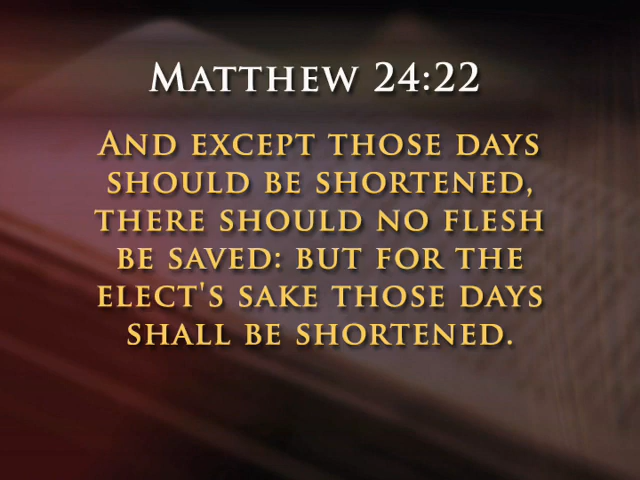 MATTHEW 24:22
AND EXCEPT THOSE DAYS
SHOULD BE SHORTENED,
THERE SHOULD NO FLESH
BE SAVED: BUT FOR THE
ELECT'S SAKE THOSE DAYS
SHALL BE SHORTENED.